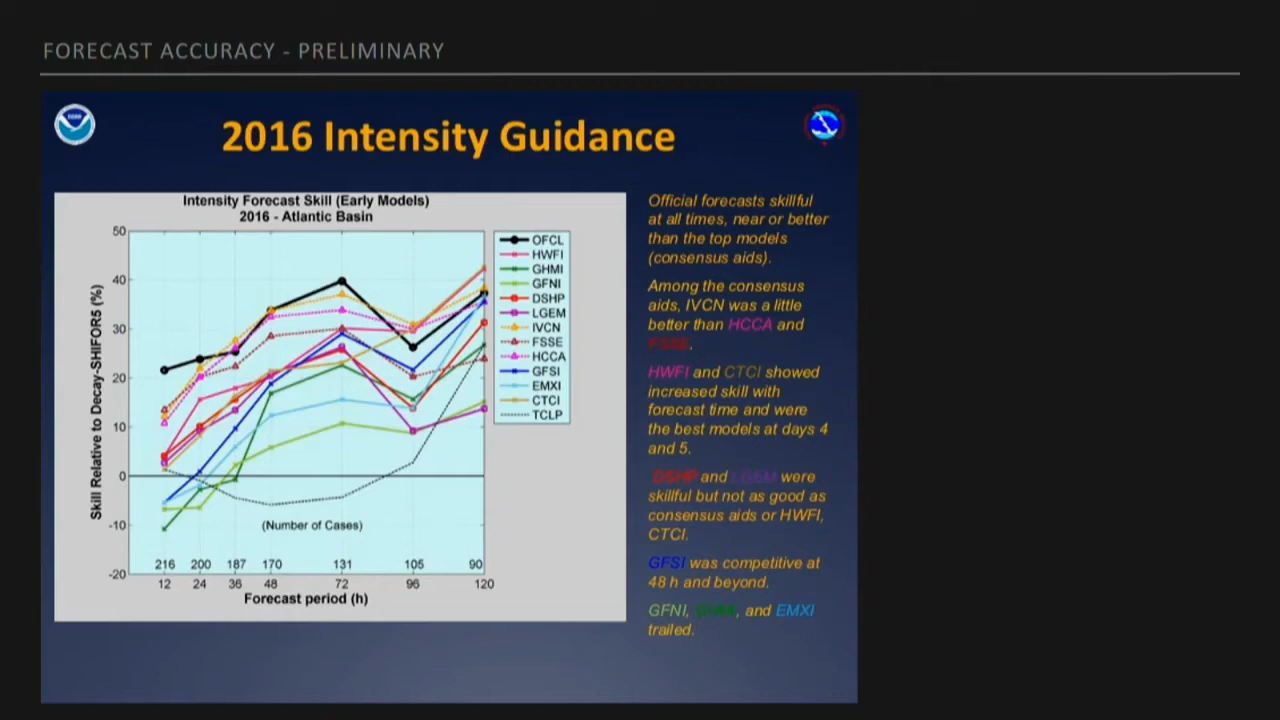 FORECAST ACCURACY - PRELIMINARY
2016 Intensity Guidance
Intensity Forecast Skill (Early Models)
2016 - Atlantic Basin
Skill Relative to Decay-SHIFOR5 (%)
50
40
30
20
10
0
-10
-20
OFCL
HWFI
GHMI
GFNI
DSHP
LGEM
IVCN
FSSE
HCCA
GFSI
EMXI
CTCI
TCLP
(Number of Cases)
216 200 187 170 131 105 90
12 24 36 48 72 96 120
Forecast period (h)
Official forecasts skillful
at all times, near or better
than the top models
(consensus aids).
Among the consensus
aids, IVCN was a little
better than HCCA and
FSSE.
HWFI and CTCI showed
increased skill with
forecast time and were
the best models at days 4
and 5.
DSHP and LGEM were
skillful but not as good as
consensus aids or HWFI,
CTCI.
GFSI was competitive at
48 h and beyond.
GFNI, GHMI, and EMXI
trailed.